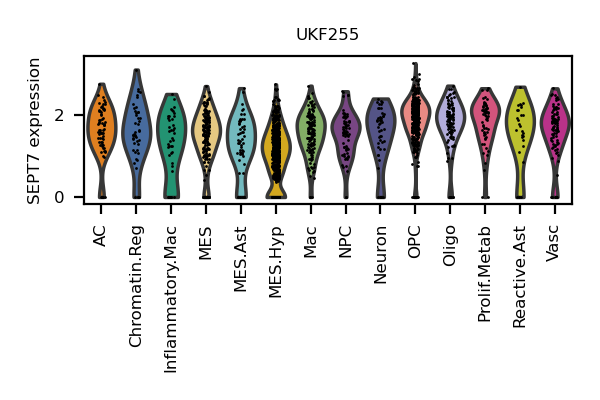 UKF255
SEPT7 expression
2
0
AC
Chromatin.Reg
Inflammatory.Mac
MES
MES.Ast
MES.Hyp
Mac
NPC
Neuron
OPC
Oligo
Prolif.Metab
Reactive.Ast
Vasc